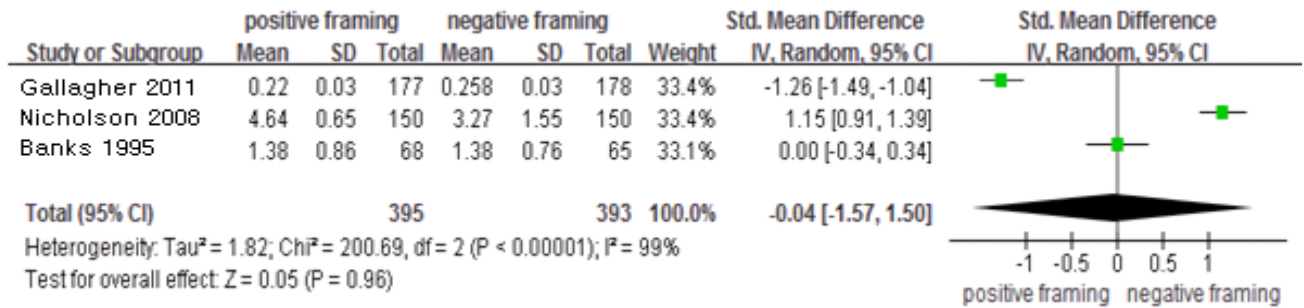 positive framing negative framing Std. Mean Difference Std. Mean Difference
Study or Subgroup Mean SD Total Mean SD Total Weight IV, Random, 95% CI IV, Random, 95% CI
Gallagher 2011 0.22 0.03 177 0.258 0.03 178 33.4% -1.26 [-1.49, -1.04]
Nicholson 2008 4.64 0.65 150 3.27 1.55 150 33.4% 1.15 [0.91, 1.39]
Banks 1995 1.38 0.86 68 1.38 0.76 65 33.1% 0.00 [-0.34, 0.34]
Total (95% CI) 395 393 100.0% -0.04 [-1.57, 1.50]
Heterogeneity: Tau² = 1.82; Chi² = 200.69, df = 2 (P < 0.00001); I² = 99%
Test for overall effect: Z = 0.05 (P = 0.96)
-1 -0.5 0 0.5 1
positive framing negative framing